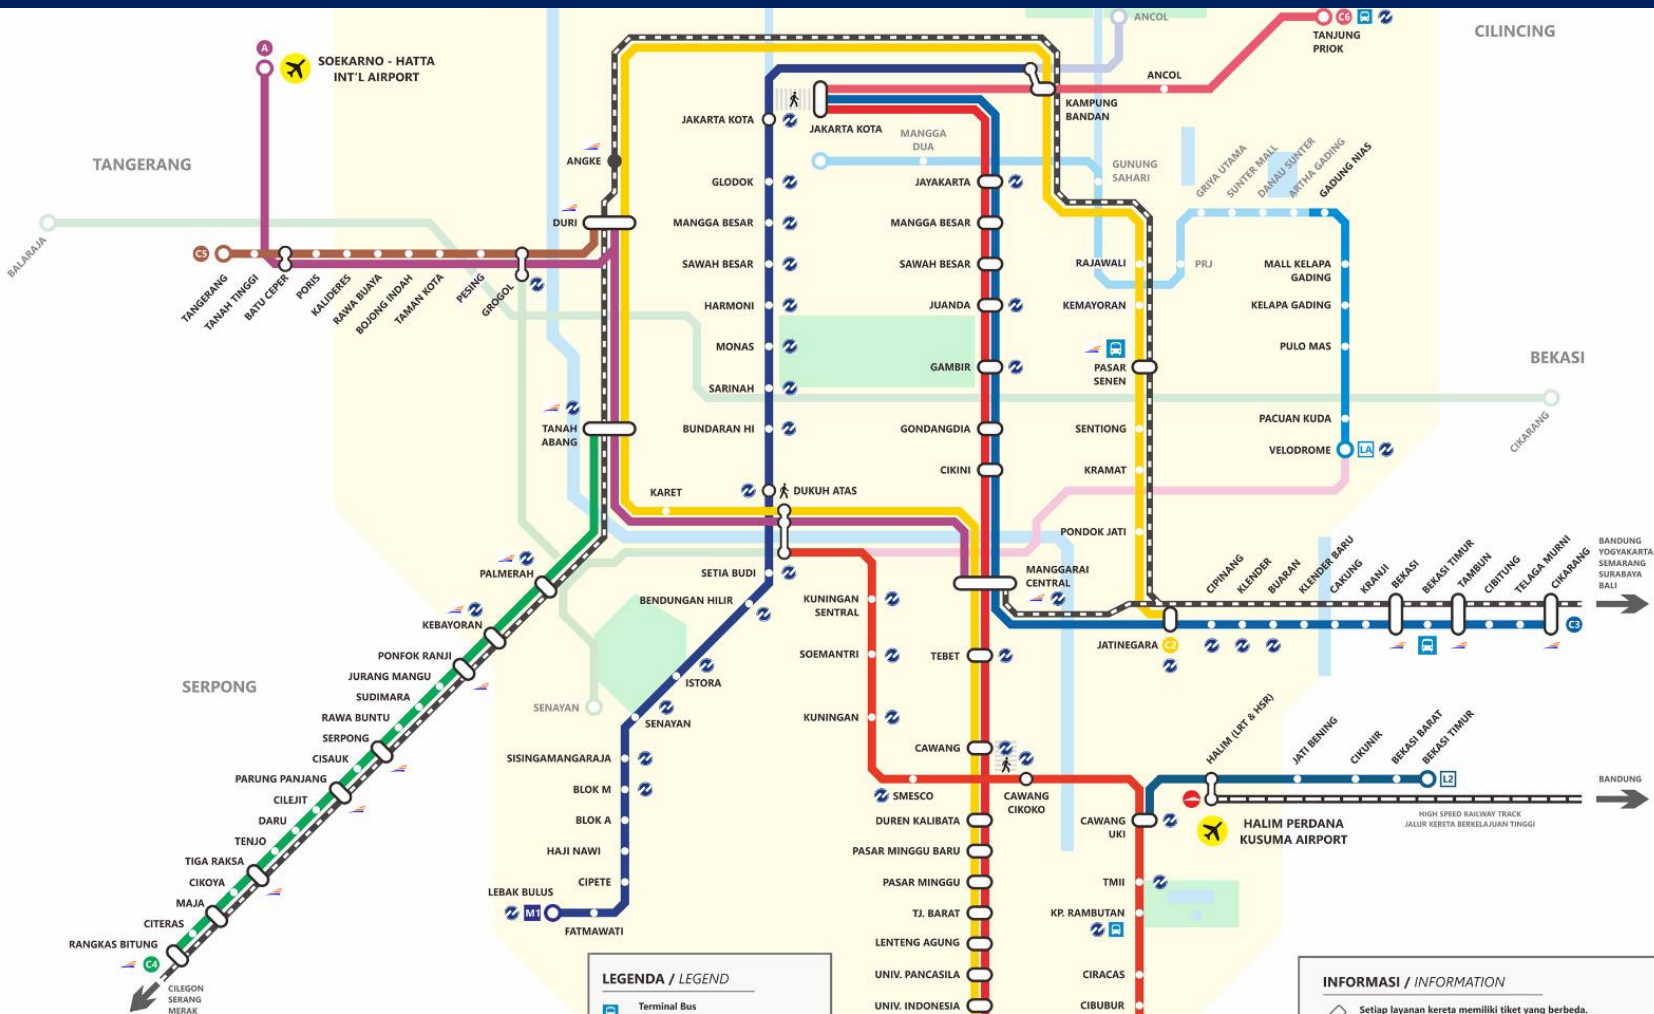 A
SOEKARNO - HATTA
INT'L AIRPORT
ANCOL
C6
TANJUNG
PRIOK
CILINCING
ANCOL
KAMPUNG
BANDAN
JAKARTA KOTA
JAKARTA KOTA
MANGGA
DUA
GUNUNG
SAHARI
TANGERANG
ANGKE
GLODOK
JAYAKARTA
GRIYA UTAMA
SUNTER MALL
DANAU SUNTER
ARTHA GADING
GADUNG NIAS
BALARAJA
DURI
MANGGA BESAR
MANGGA BESAR
C5
TANGERANG
TANAH TINGGI
BATU CEPER
PORIS
KALIDERES
RAWA BUAYA
BOJONG INDAH
TAMAN KOTA
PESING
GROGOL
SAWAH BESAR
SAWAH BESAR
RAJAWALI
PRJ
MALL KELAPA
GADING
HARMONI
JUANDA
KEMAYORAN
KELAPA GADING
MONAS
PULO MAS
BEKASI
SARINAH
GAMBIR
PASAR
SENEN
CIKARANG
TANAH
ABANG
BUNDARAN HI
GONDANGDIA
SENTIONG
PACUAN KUDA
VELODROME
LA
CIKINI
KRAMAT
KARET
DUKUH ATAS
PONDOK JATI
PALMERAH
SETIA BUDI
MANGGARAI
CENTRAL
CIPINANG
KLENDER
BUARAN
KLENDER BARU
CAKUNG
KRANJI
BEKASI
BEKASI TIMUR
TAMBUN
CIBITUNG
TELAGA MURNI
CIKARANG
BANDUNG
YOGYAKARTA
SEMARANG
SURABAYA
BALI
BENDUNGAN HILIR
KUNINGAN
SENTRAL
KEBAYORAN
C3
JATINEGARA
C2
PONFOK RANJI
JURANG MANGU
SUDIMARA
RAWA BUNTU
SERPONG
CISAUK
PARUNG PANJANG
CILEJIT
DARU
TENJO
TIGA RAKSA
CIKOYA
MAJA
CITERAS
RANGKAS BITUNG
C4
CILEGON
SERANG
MERAK
SERPONG
SOEMANTRI
TEBET
ISTORA
SENAYAN
SENAYAN
KUNINGAN
SISINGAMANGARAJA
CAWANG
BLOK M
SMESCO
CAWANG
CIKOKO
HALIM (LRT & HSR)
JATI BENING
CIKUNIR
BEKASI BARAT
BEKASI TIMUR
L2
BANDUNG
HIGH SPEED RAILWAY TRACK
JALUR KERETA BERKELAJUAN TINGGI
HALIM PERDANA
KUSUMA AIRPORT
BLOK A
DUREN KALIBATA
CAWANG
UKI
HAJI NAWI
PASAR MINGGU BARU
CIPETE
PASAR MINGGU
TMII
LEBAK BULUS
M1
FATMAWATI
TJ. BARAT
KP. RAMBUTAN
LENTENG AGUNG
UNIV. PANCASILA
CIRACAS
UNIV. INDONESIA
CIBUBUR
LEGENDA / LEGEND
Terminal Bus
INFORMASI / INFORMATION
Setiap layanan kereta memiliki tiket yang berbeda.